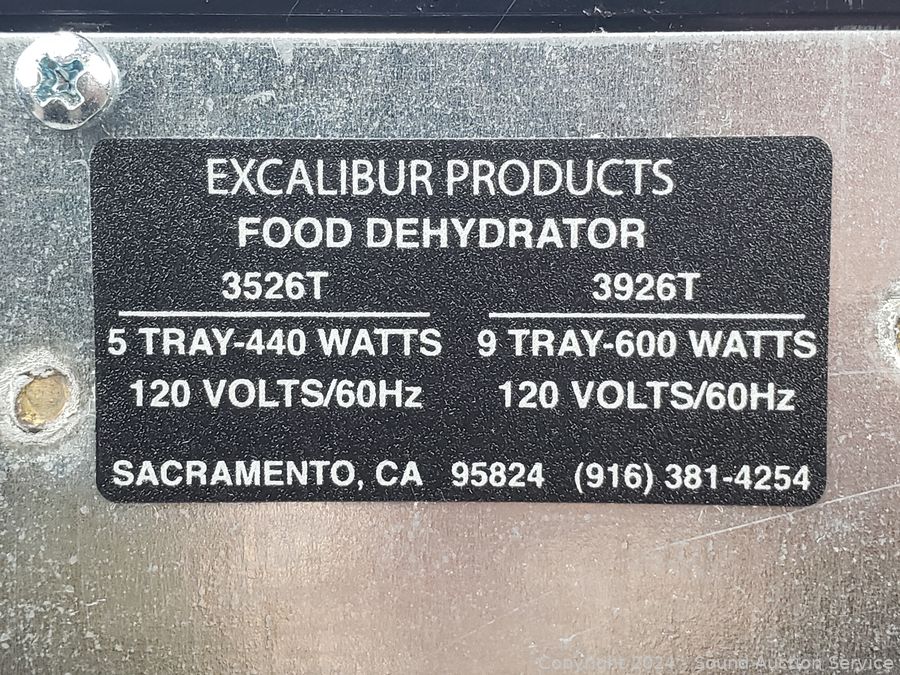 EXCALIBUR PRODUCTS
FOOD DEHYDRATOR
3526T 3926T
5 TRAY-440 WATTS 9 TRAY-600 WATTS
120 VOLTS/60Hz 120 VOLTS/60Hz
SACRAMENTO, CA 95824 (916) 381-4254
Copyright 2024 - Sound Auction Service